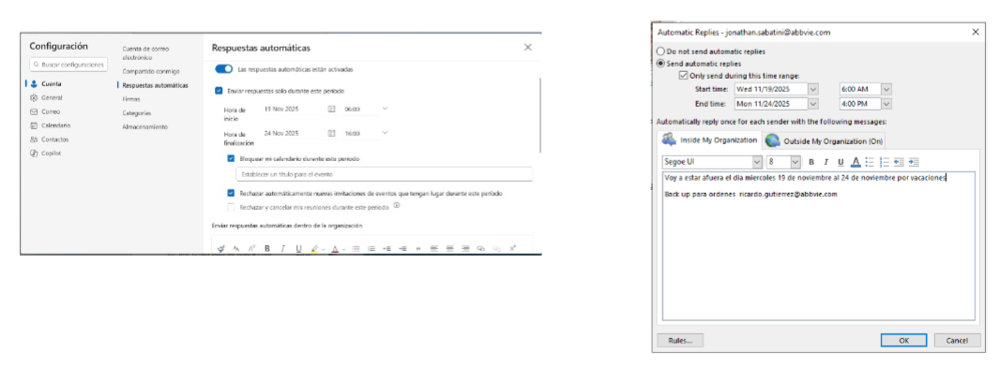 Configuración
Buscar configuraciones
Cuenta
General
Correo
Calendario
Contactos
Copilot
Cuenta de correo
electrónico
Compartido conmigo
Respuestas automáticas
Firmas
Categorías
Almacenamiento
Respuestas automáticas
Las respuestas automáticas están activadas
Enviar respuestas solo durante este período
Hora de
inicio
19 Nov 2025
06:00
Hora de
finalización
24 Nov 2025
16:00
Bloquear mi calendario durante este período
Establecer un título para el evento
Rechazar automáticamente nuevas invitaciones de eventos que tengan lugar durante este período
Rechazar y cancelar mis reuniones durante este período
Enviar respuestas automáticas dentro de la organización
B I U
Automatic Replies - jonathan.sabatini@abbvie.com
Do not send automatic replies
Send automatic replies
Only send during this time range:
Start time: Wed 11/19/2025 6:00 AM
End time: Mon 11/24/2025 4:00 PM
Automatically reply once for each sender with the following messages:
Inside My Organization Outside My Organization (On)
Segoe UI 8 B I U A
Voy a estar afuera el dia miercoles 19 de noviembre al 24 de noviembre por vacaciones
Back up para ordenes ricardo.gutierrez@abbvie.com
Rules... OK Cancel